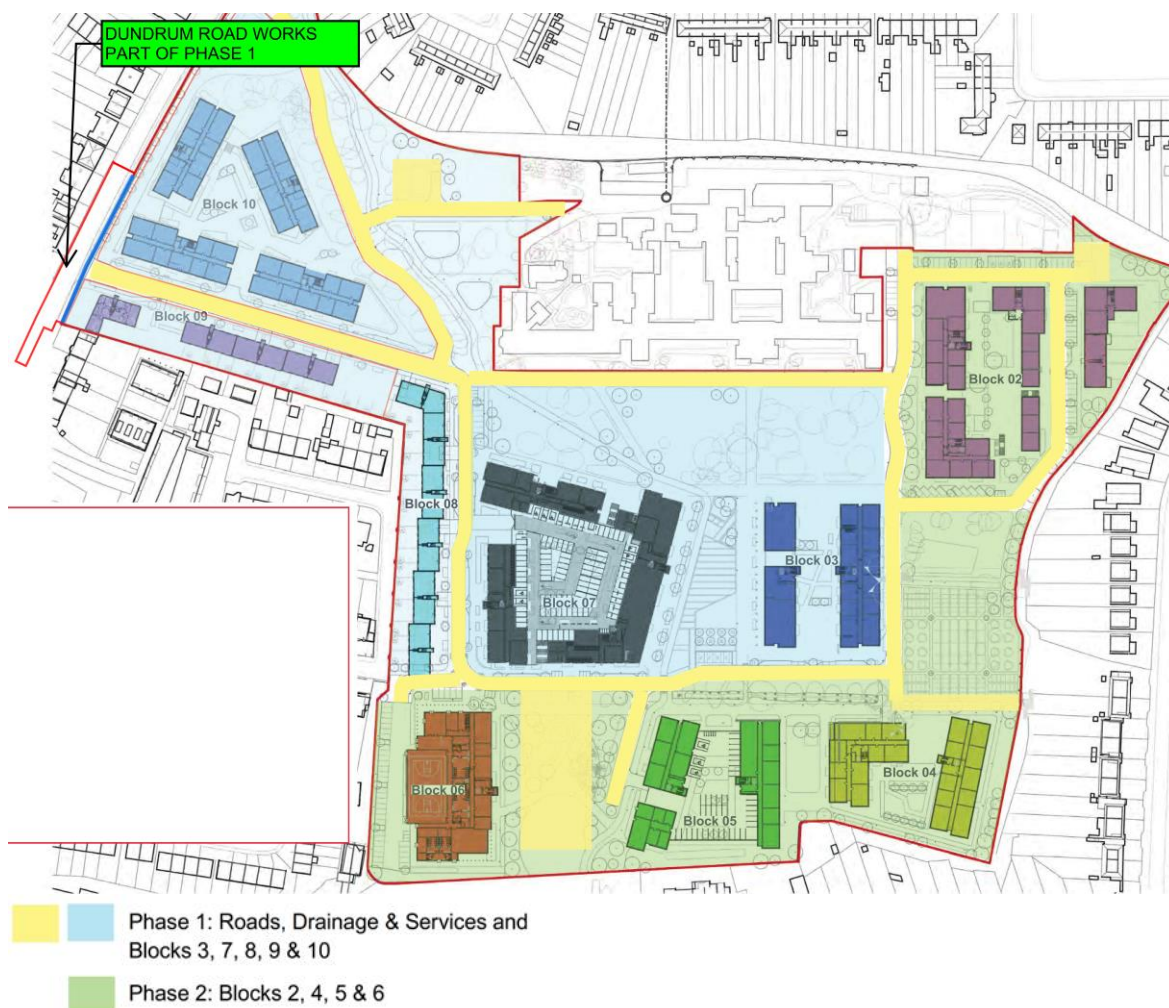 DUNDRUM ROAD WORKS
PART OF PHASE 1
Block 10
Block 09
Block 02
Block 08
Block 03
Block 07
Block 04
Block 06
Block 05
Phase 1: Roads, Drainage & Services and
Blocks 3, 7, 8, 9 & 10
Phase 2: Blocks 2, 4, 5 & 6